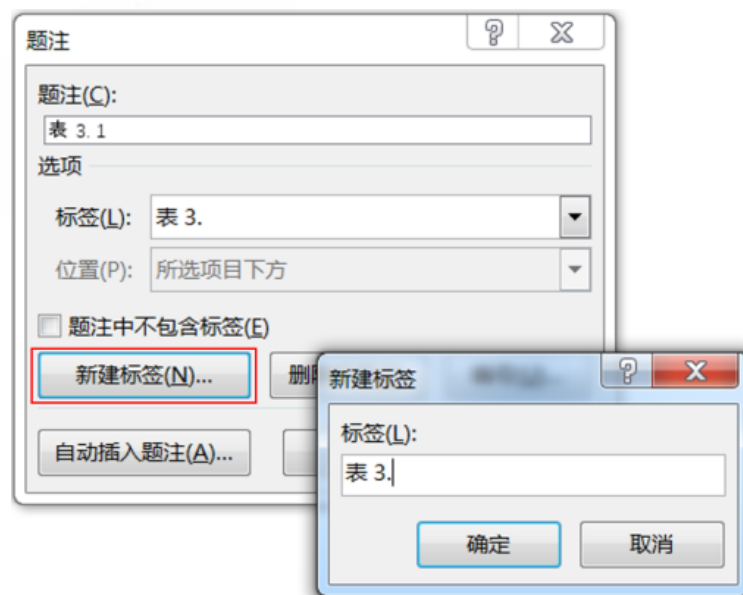 题注
题注(C):
表 3. 1
选项
标签(L): 表 3.
位置(P): 所选项目下方
题注中不包含标签(E)
新建标签(N)...
自动插入题注(A)...
新建标签
标签(L):
表 3.
确定 取消